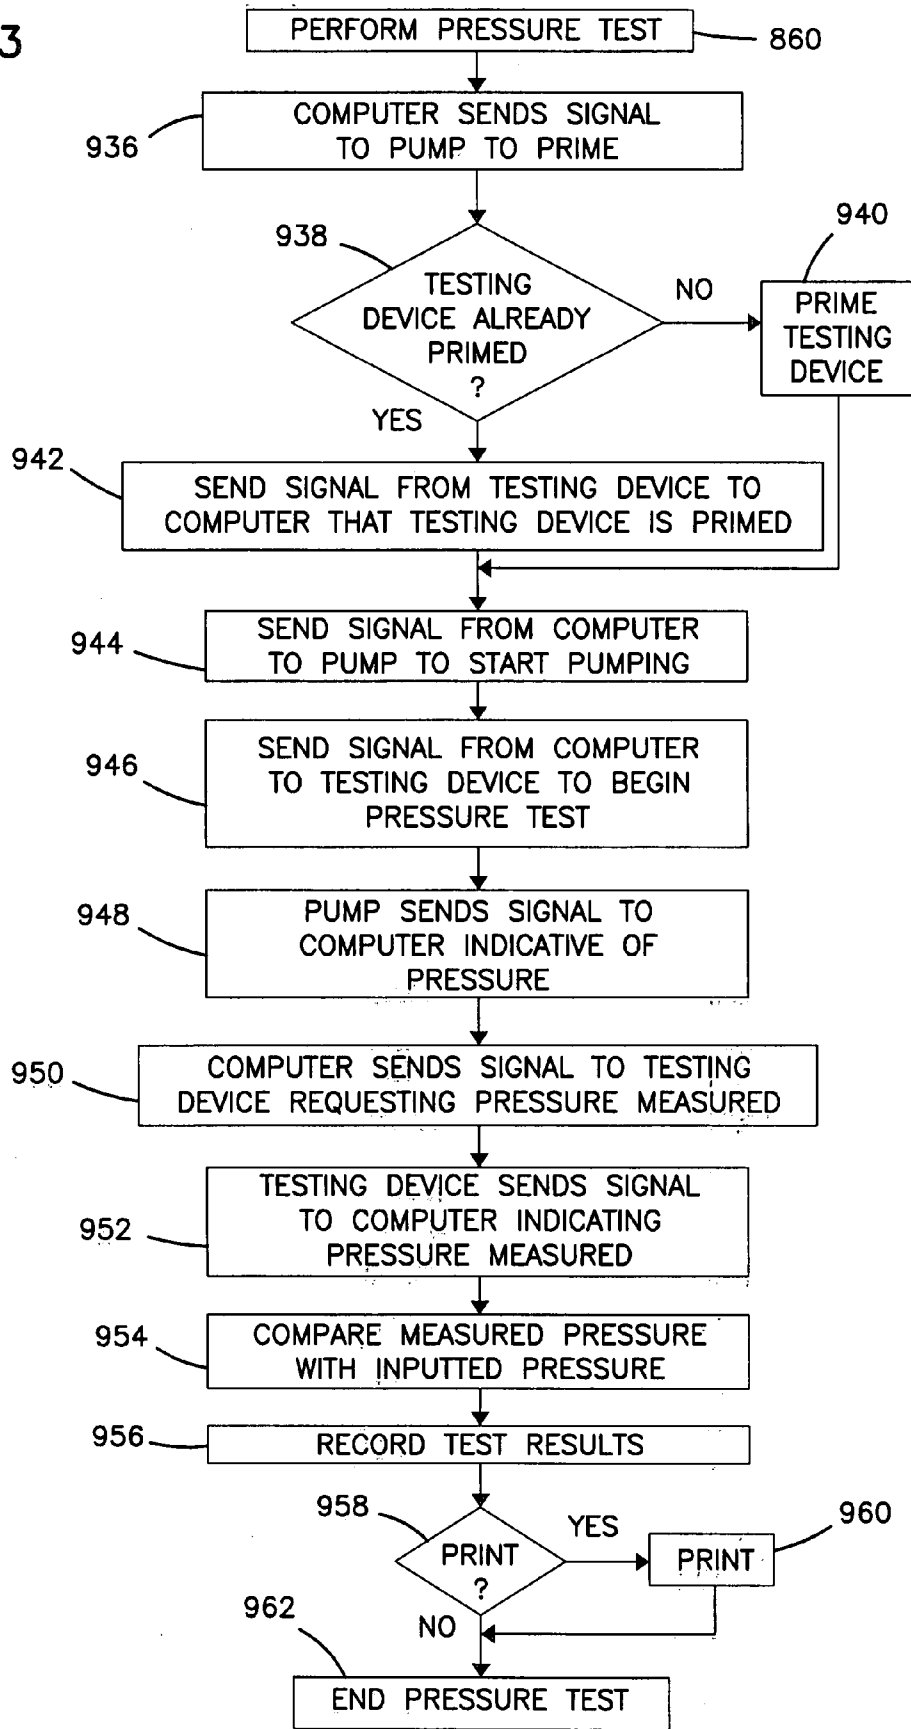 3
PERFORM PRESSURE TEST
860
COMPUTER SENDS SIGNAL
TO PUMP TO PRIME
936
938
TESTING
DEVICE ALREADY
PRIMED
?
NO
940
PRIME
TESTING
DEVICE
YES
942
SEND SIGNAL FROM TESTING DEVICE TO
COMPUTER THAT TESTING DEVICE IS PRIMED
944
SEND SIGNAL FROM COMPUTER
TO PUMP TO START PUMPING
946
SEND SIGNAL FROM COMPUTER
TO TESTING DEVICE TO BEGIN
PRESSURE TEST
948
PUMP SENDS SIGNAL TO
COMPUTER INDICATIVE OF
PRESSURE
950
COMPUTER SENDS SIGNAL TO TESTING
DEVICE REQUESTING PRESSURE MEASURED
952
TESTING DEVICE SENDS SIGNAL
TO COMPUTER INDICATING
PRESSURE MEASURED
954
COMPARE MEASURED PRESSURE
WITH INPUTTED PRESSURE
956
RECORD TEST RESULTS
958
PRINT
?
YES
960
PRINT
NO
962
END PRESSURE TEST